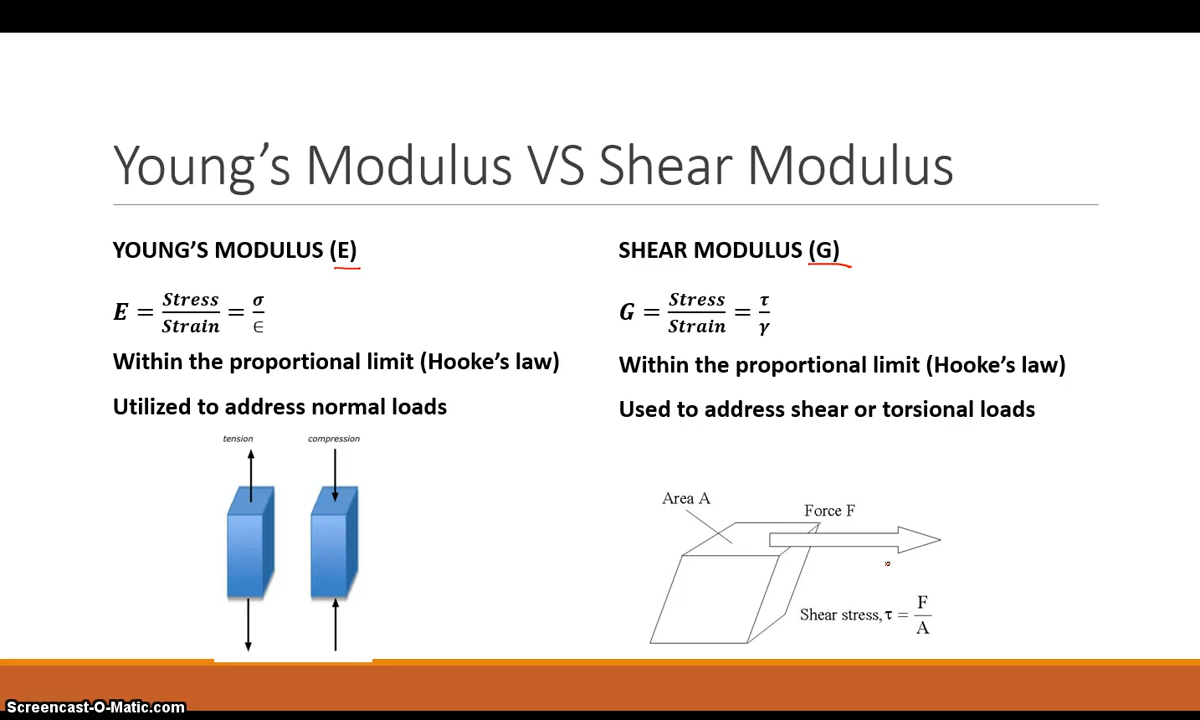 Young's Modulus VS Shear Modulus
YOUNG'S MODULUS (E)
E = Stress / Strain = σ / ∈
Within the proportional limit (Hooke's law)
Utilized to address normal loads
tension compression
SHEAR MODULUS (G)
G = Stress / Strain = τ / γ
Within the proportional limit (Hooke's law)
Used to address shear or torsional loads
Area A
Force F
Shear stress, τ = F / A
Screencast-O-Matic.com